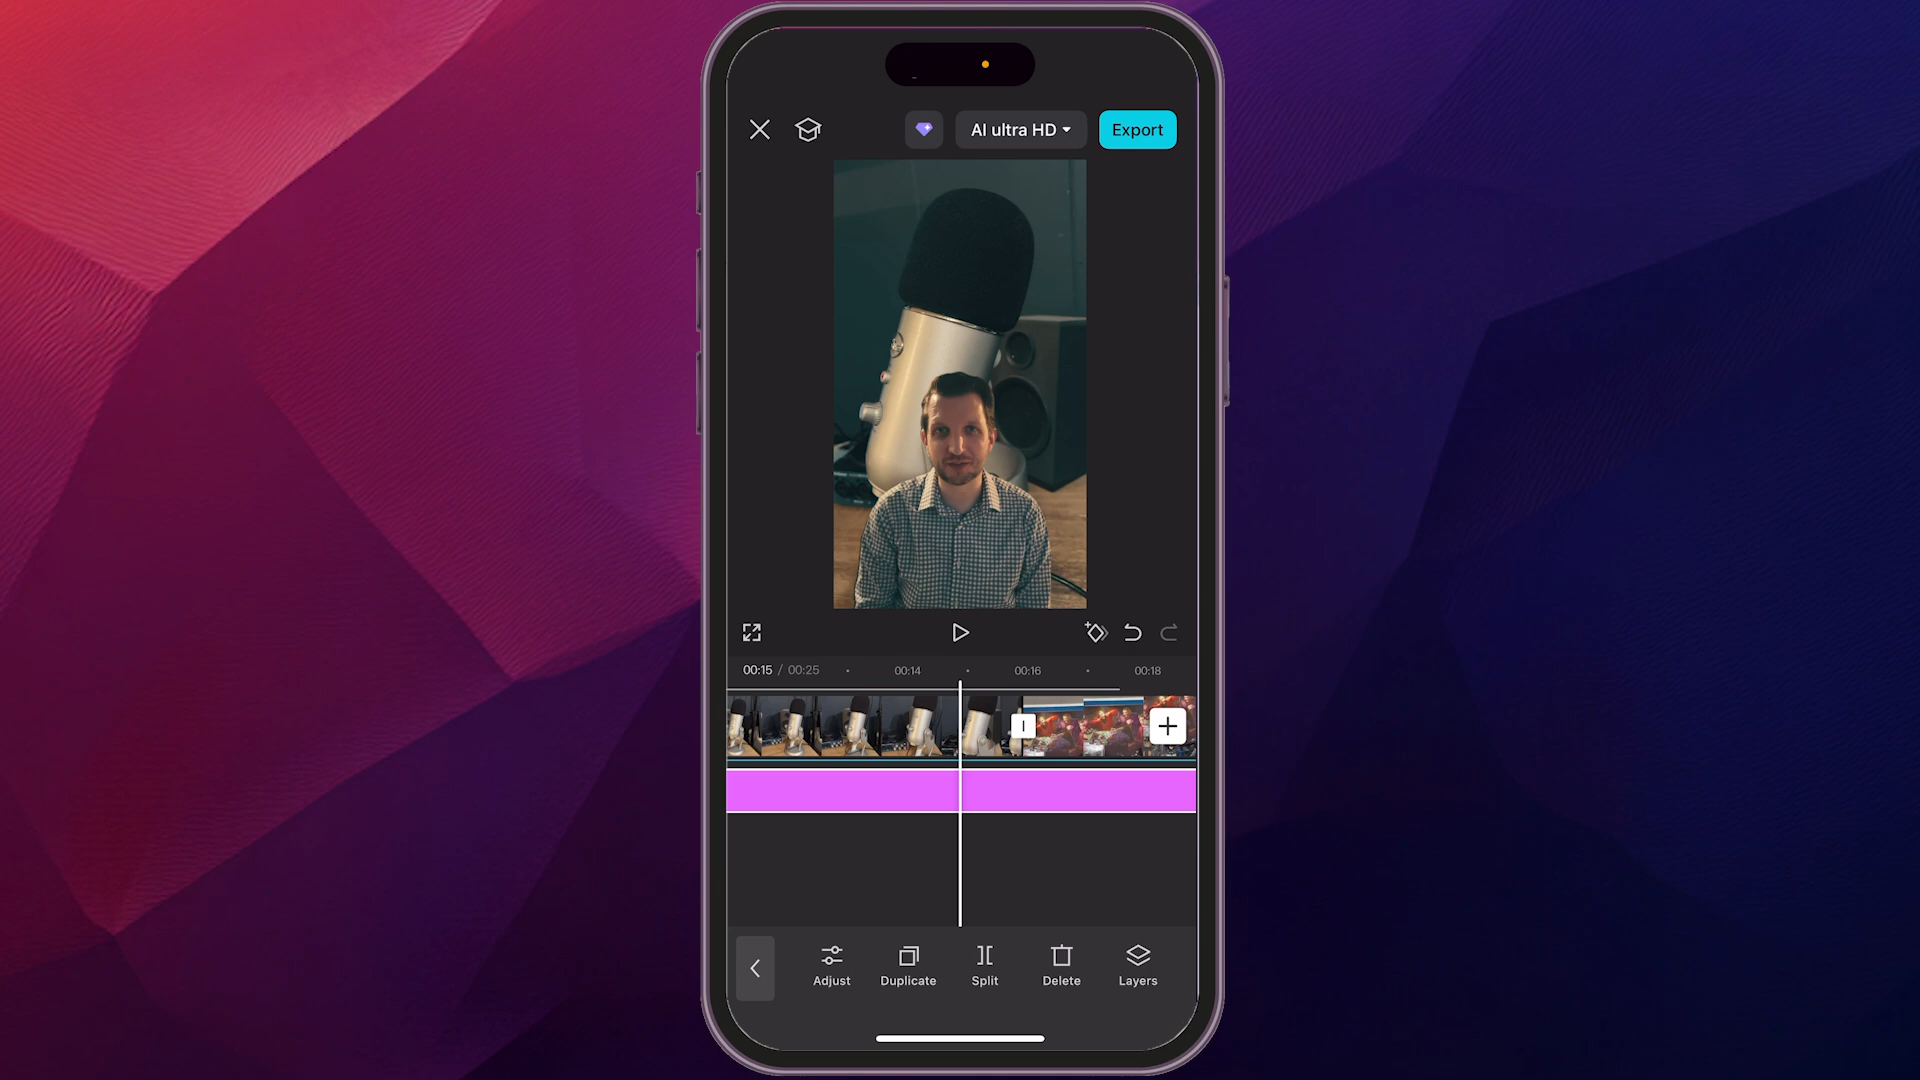 AI ultra HD Export
00:15 / 00:25 00:14 00:16 00:18
Adjust Duplicate Split Delete Layers